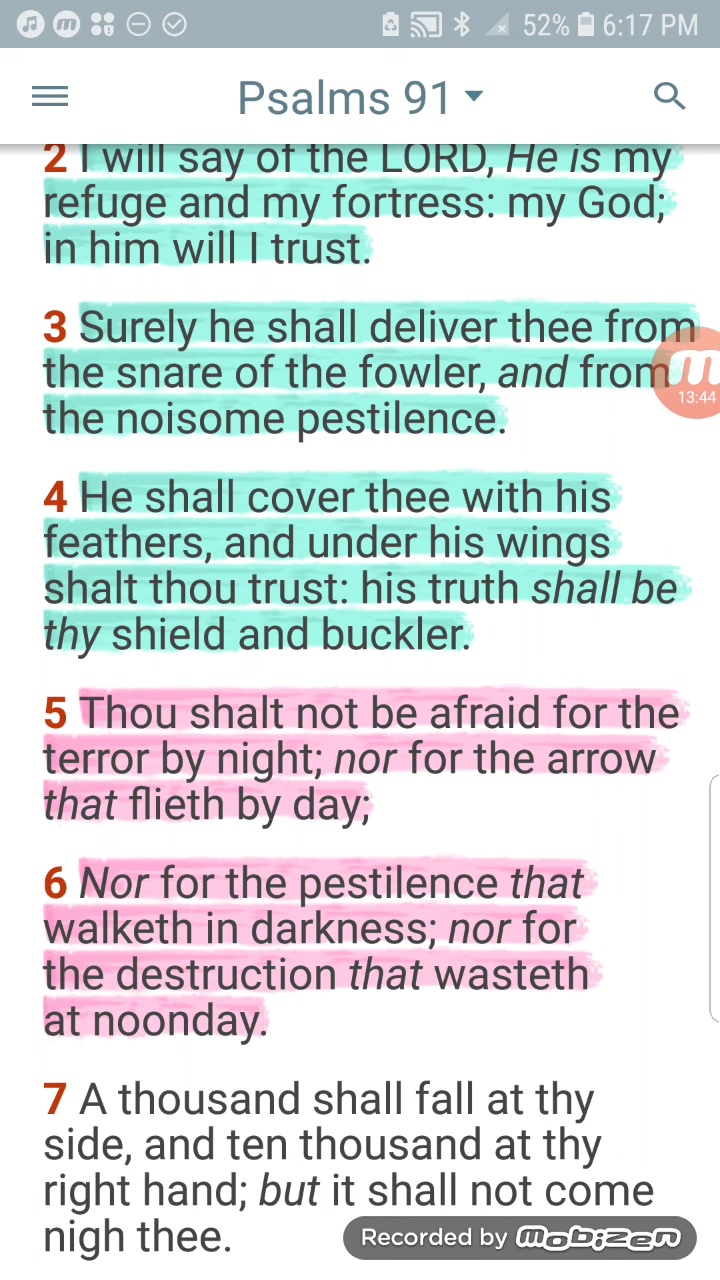 52% 6:17 PM
Psalms 91
2 I will say of the LORD, He is my
refuge and my fortress: my God;
in him will I trust.
3 Surely he shall deliver thee from
the snare of the fowler, and from
the noisome pestilence.
m
13:44
4 He shall cover thee with his
feathers, and under his wings
shalt thou trust: his truth shall be
thy shield and buckler.
5 Thou shalt not be afraid for the
terror by night; nor for the arrow
that flieth by day;
6 Nor for the pestilence that
walketh in darkness; nor for
the destruction that wasteth
at noonday.
7 A thousand shall fall at thy
side, and ten thousand at thy
right hand; but it shall not come
nigh thee.
Recorded by mobizen